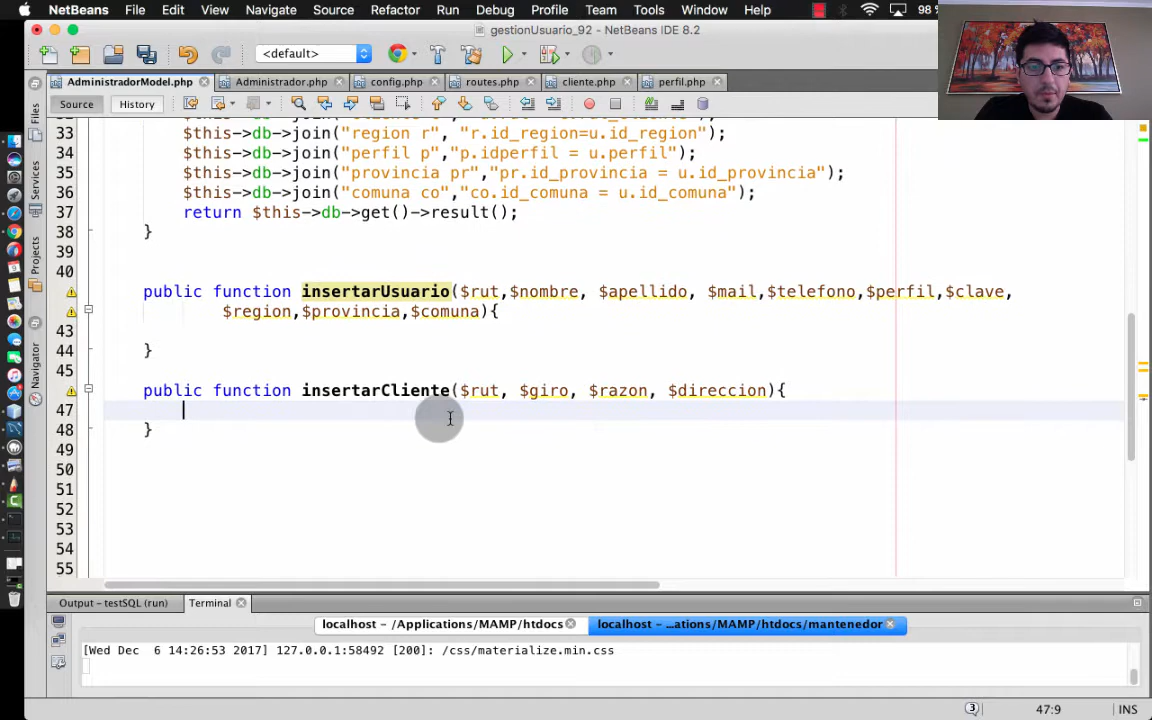 NetBeans File Edit View Navigate Source Refactor Run Debug Profile Team Tools Window Help 98 %
gestionUsuario_92 - NetBeans IDE 8.2
<default>
AdministradorModel.php Administrador.php config.php routes.php cliente.php perfil.php
Source History
33 $this->db->join("region r", "r.id_region=u.id_region");
34 $this->db->join("perfil p","p.idperfil = u.perfil");
35 $this->db->join("provincia pr","pr.id_provincia = u.id_provincia");
36 $this->db->join("comuna co","co.id_comuna = u.id_comuna");
37 return $this->db->get()->result();
38 }
39
40
public function insertarUsuario($rut,$nombre, $apellido, $mail,$telefono,$perfil,$clave,
$region,$provincia,$comuna){
43
44 }
45
public function insertarCliente($rut, $giro, $razon, $direccion){
47
48 }
49
50
51
52
53
54
55
Files
Services
Projects
Navigator
Output - testSQL (run) Terminal
localhost - /Applications/MAMP/htdocs localhost - ...ations/MAMP/htdocs/mantenedor
[Wed Dec 6 14:26:53 2017] 127.0.0.1:58492 [200]: /css/materialize.min.css
3 47:9 INS